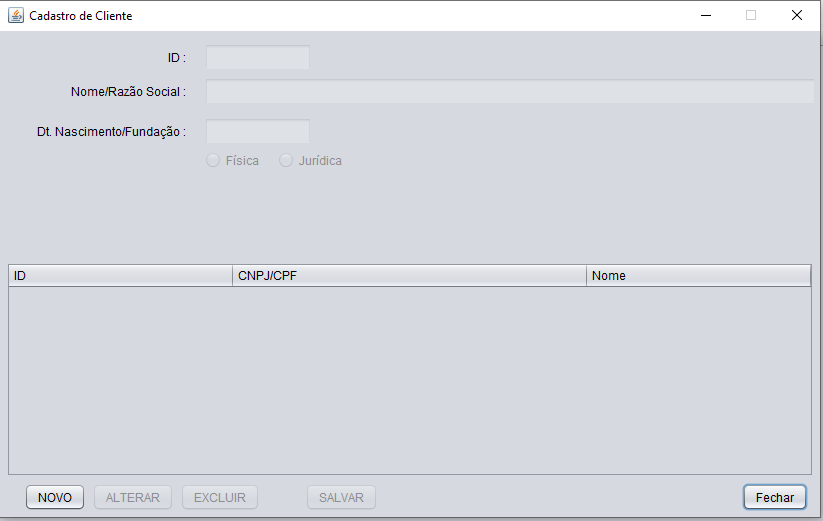 Cadastro de Cliente
ID :
Nome/Razão Social :
Dt. Nascimento/Fundação :
Física Jurídica
ID CNPJ/CPF Nome
NOVO ALTERAR EXCLUIR SALVAR Fechar